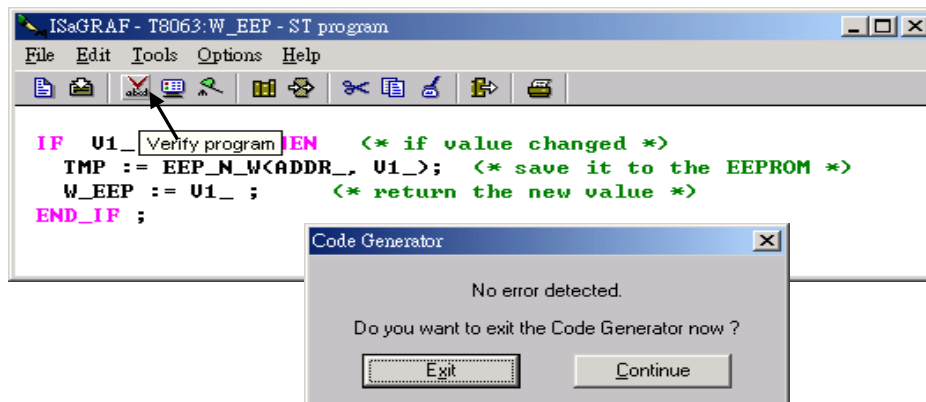 ISaGRAF - T8063:W_EEP - ST program
File Edit Tools Options Help
abcd
IF V1_ Verify program HEN (* if value changed *)
TMP := EEP_N_W(ADDR_, V1_); (* save it to the EEPROM *)
W_EEP := V1_ ; (* return the new value *)
END_IF ;
Code Generator
No error detected.
Do you want to exit the Code Generator now ?
Exit Continue